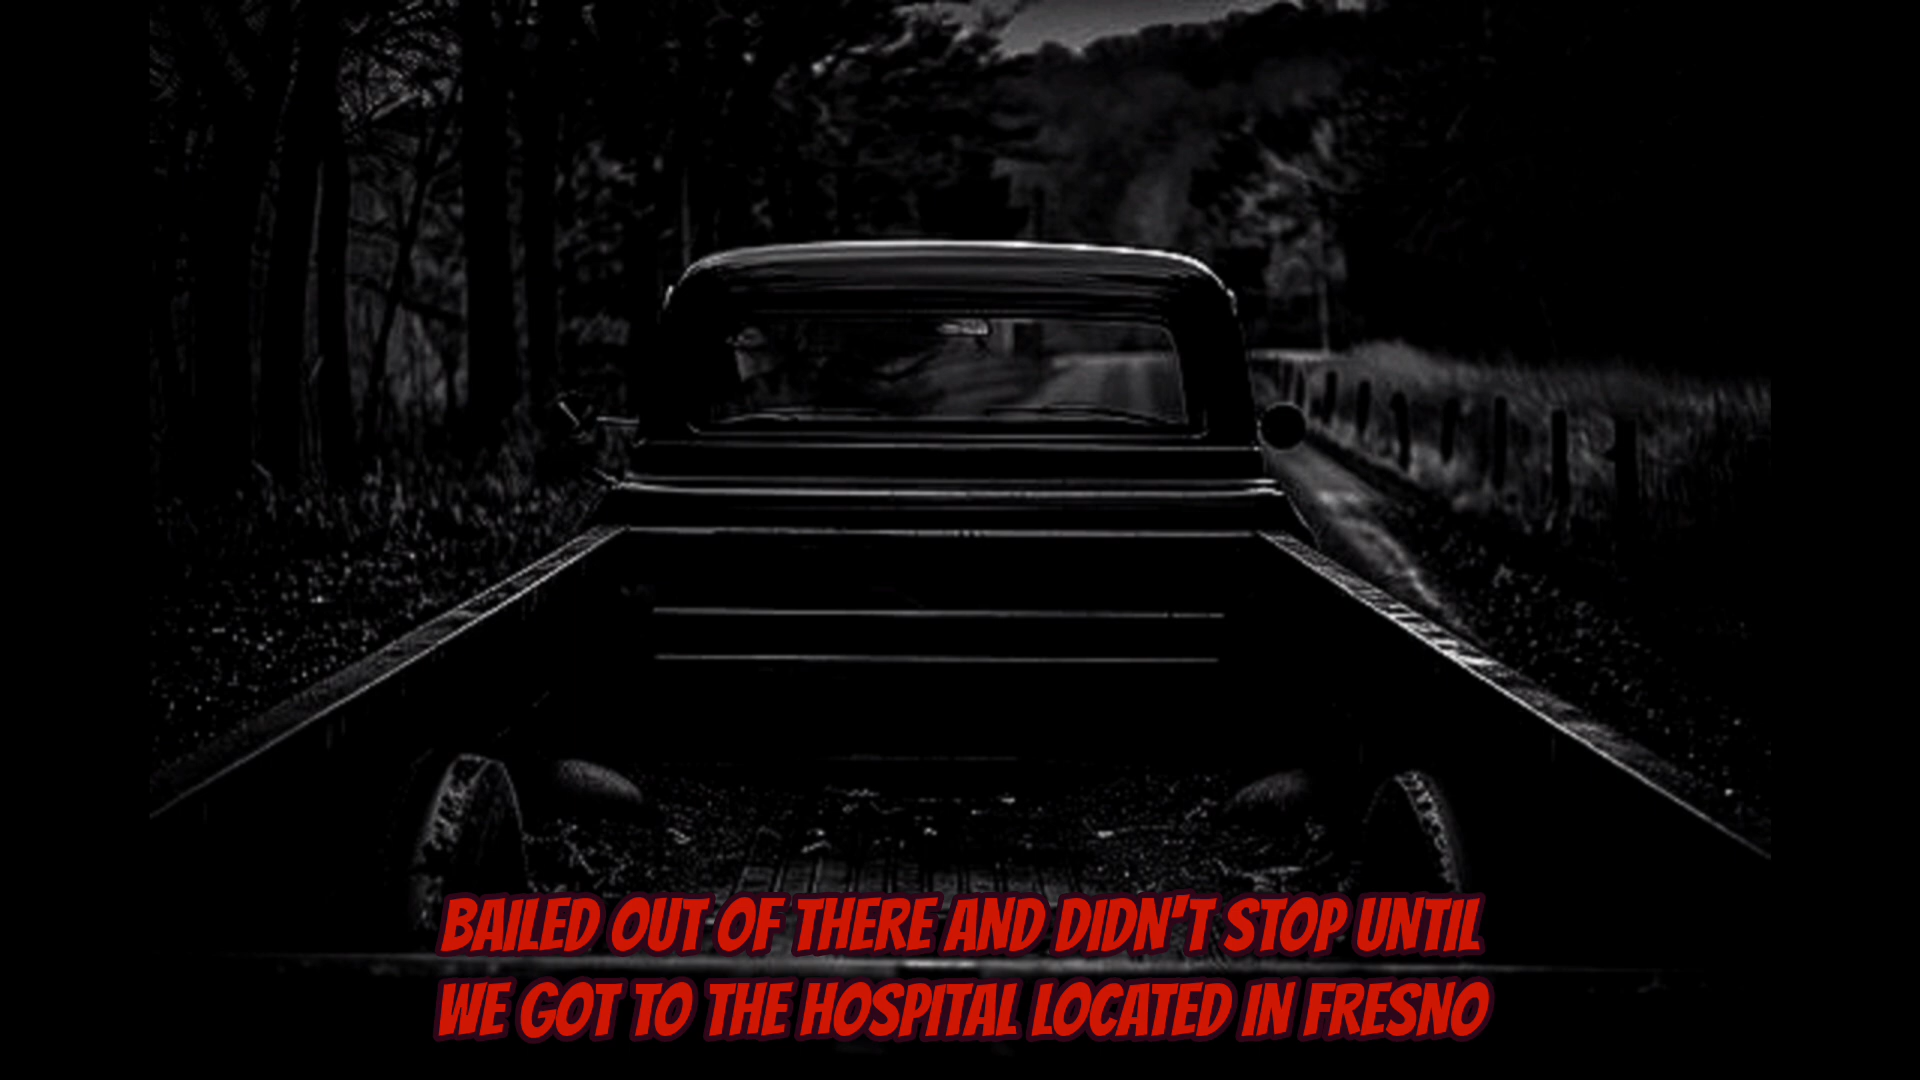 BAILED OUT OF THERE AND DIDN'T STOP UNTIL
WE GOT TO THE HOSPITAL LOCATED IN FRESNO